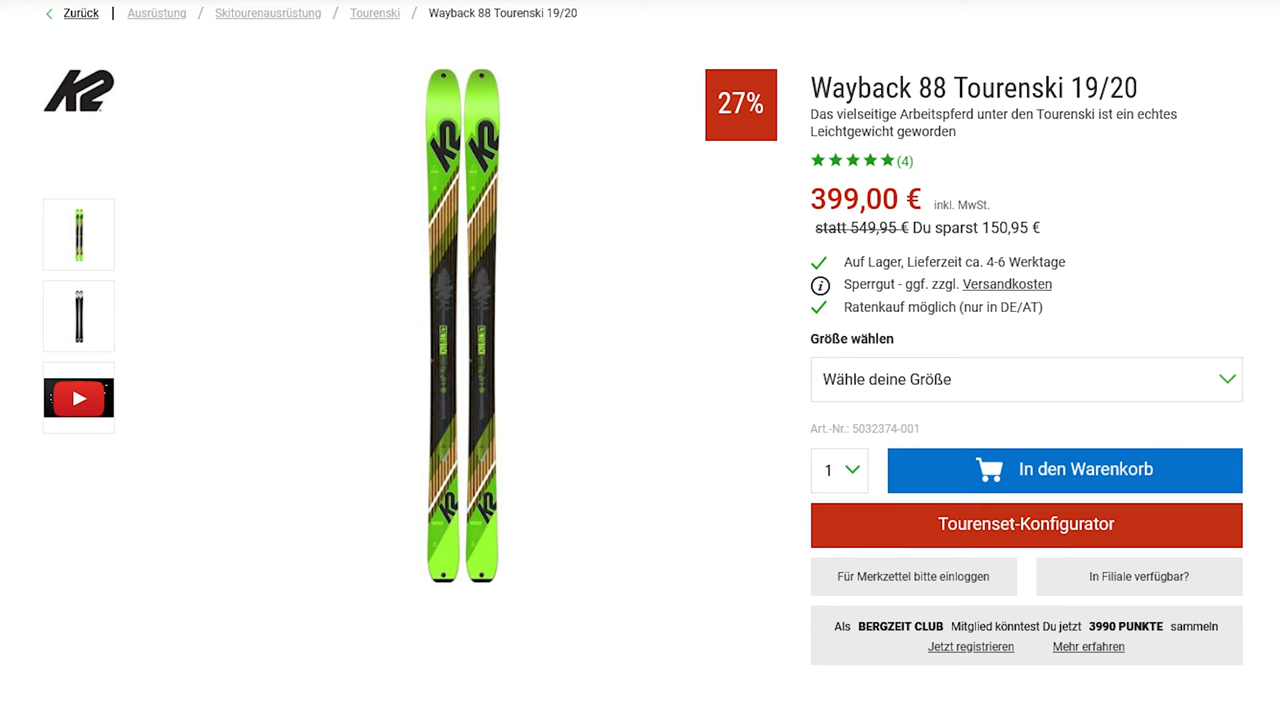 Zurück | Ausrüstung / Skitourenausrüstung / Tourenski / Wayback 88 Tourenski 19/20
K2
27%
K2 K2
K2 K2
Wayback 88 Tourenski 19/20
Das vielseitige Arbeitspferd unter den Tourenski ist ein echtes
Leichtgewicht geworden
(4)
399,00 € inkl. MwSt.
statt 549,95 € Du sparst 150,95 €
Auf Lager, Lieferzeit ca. 4-6 Werktage
Sperrgut - ggf. zzgl. Versandkosten
Ratenkauf möglich (nur in DE/AT)
Größe wählen
Wähle deine Größe
Art.-Nr.: 5032374-001
1 In den Warenkorb
Tourenset-Konfigurator
Für Merkzettel bitte einloggen In Filiale verfügbar?
Als BERGZEIT CLUB Mitglied könntest Du jetzt 3990 PUNKTE sammeln
Jetzt registrieren Mehr erfahren